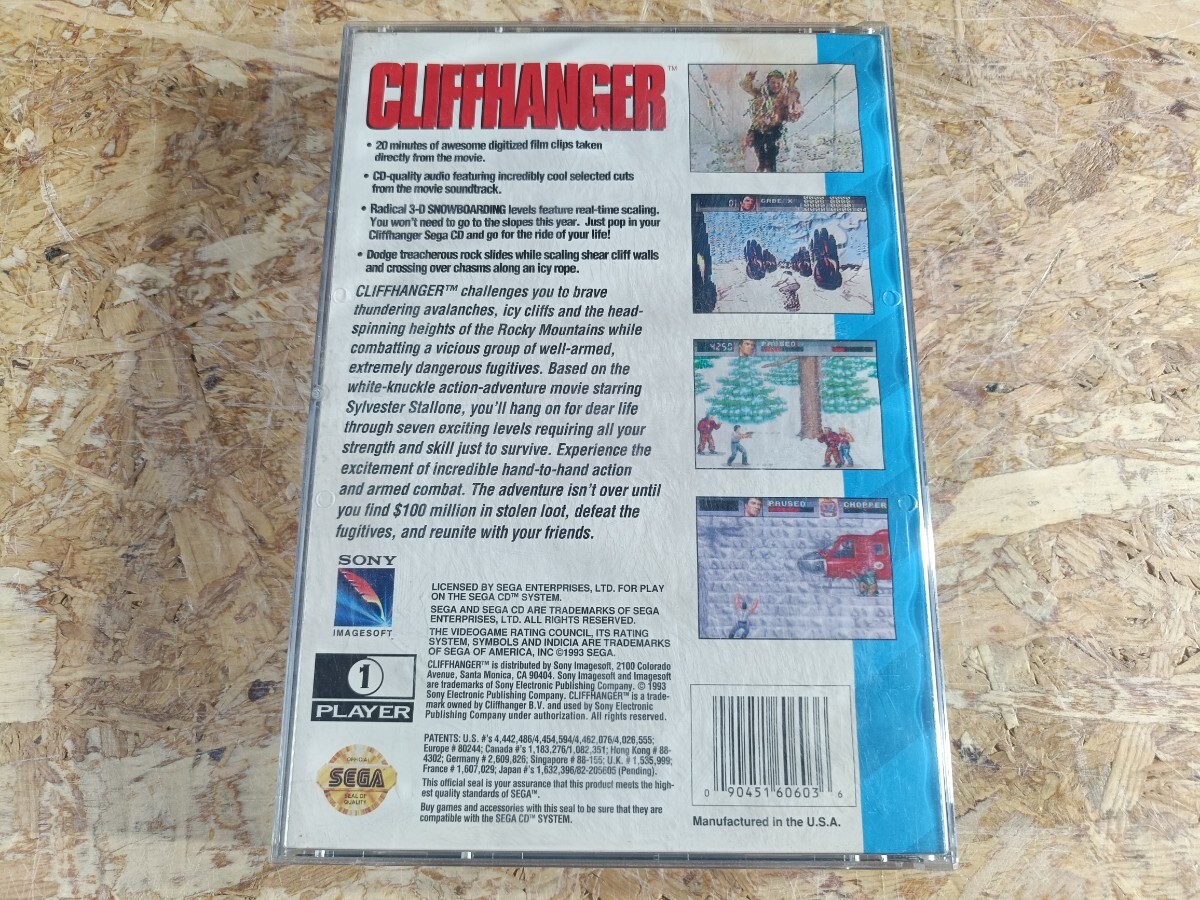 CLIFFHANGER™
• 20 minutes of awesome digitized film clips taken
directly from the movie.
• CD-quality audio featuring incredibly cool selected cuts
from the movie soundtrack.
• Radical 3-D SNOWBOARDING levels feature real-time scaling.
You won't need to go to the slopes this year. Just pop in your
Cliffhanger Sega CD and go for the ride of your life!
• Dodge treacherous rock slides while scaling shear cliff walls
and crossing over chasms along an icy rope.
CLIFFHANGER™ challenges you to brave
thundering avalanches, icy cliffs and the head-
spinning heights of the Rocky Mountains while
combatting a vicious group of well-armed,
extremely dangerous fugitives. Based on the
white-knuckle action-adventure movie starring
Sylvester Stallone, you'll hang on for dear life
through seven exciting levels requiring all your
strength and skill just to survive. Experience the
excitement of incredible hand-to-hand action
and armed combat. The adventure isn't over until
you find $100 million in stolen loot, defeat the
fugitives, and reunite with your friends.
GABE X
4250 PAUSED
PAUSED CHOPPER
SONY
IMAGESOFT
1
PLAYER
OFFICIAL
SEGA
SEAL OF
QUALITY
LICENSED BY SEGA ENTERPRISES, LTD. FOR PLAY
ON THE SEGA CD™ SYSTEM.
SEGA AND SEGA CD ARE TRADEMARKS OF SEGA
ENTERPRISES, LTD. ALL RIGHTS RESERVED.
THE VIDEOGAME RATING COUNCIL, ITS RATING
SYSTEM, SYMBOLS AND INDICIA ARE TRADEMARKS
OF SEGA OF AMERICA, INC ©1993 SEGA.
CLIFFHANGER™ is distributed by Sony Imagesoft, 2100 Colorado
Avenue, Santa Monica, CA 90404. Sony Imagesoft and Imagesoft
are trademarks of Sony Electronic Publishing Company. © 1993
Sony Electronic Publishing Company. CLIFFHANGER™ is a trade-
mark owned by Cliffhanger B.V. and used by Sony Electronic
Publishing Company under authorization. All rights reserved.
PATENTS: U.S. #'s 4,442,486/4,454,594/4,462,076/4,026,555;
Europe # 80244; Canada #'s 1,183,276/1,082,351; Hong Kong # 88-
4302; Germany # 2,609,826; Singapore # 88-155; U.K. # 1,535,999;
France # 1,607,029; Japan #'s 1,632,396/82-205605 (Pending).
This official seal is your assurance that this product meets the high-
est quality standards of SEGA™.
Buy games and accessories with this seal to be sure that they are
compatible with the SEGA CD™ SYSTEM.
0 90451 60603 6
Manufactured in the U.S.A.